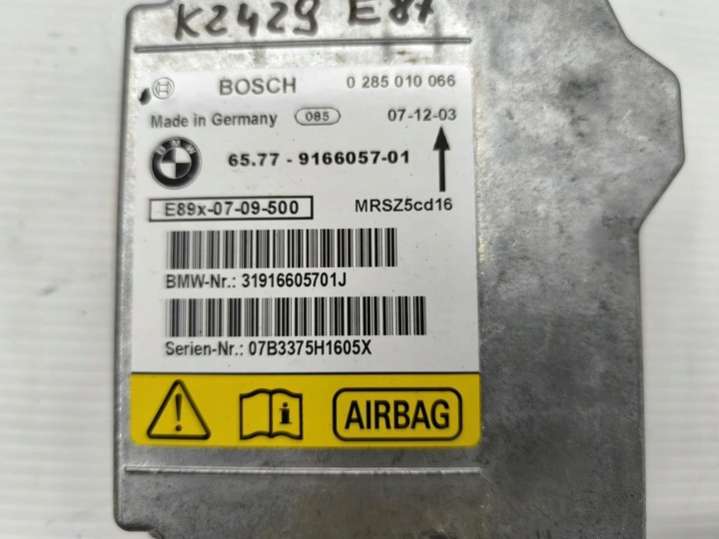 K2429 E87
BOSCH 0 285 010 066
Made in Germany 085 07-12-03
BMW 65.77 - 9166057-01
E89x-07-09-500 MRSZ5cd16
BMW-Nr.: 31916605701J
Serien-Nr.: 07B3375H1605X
AIRBAG